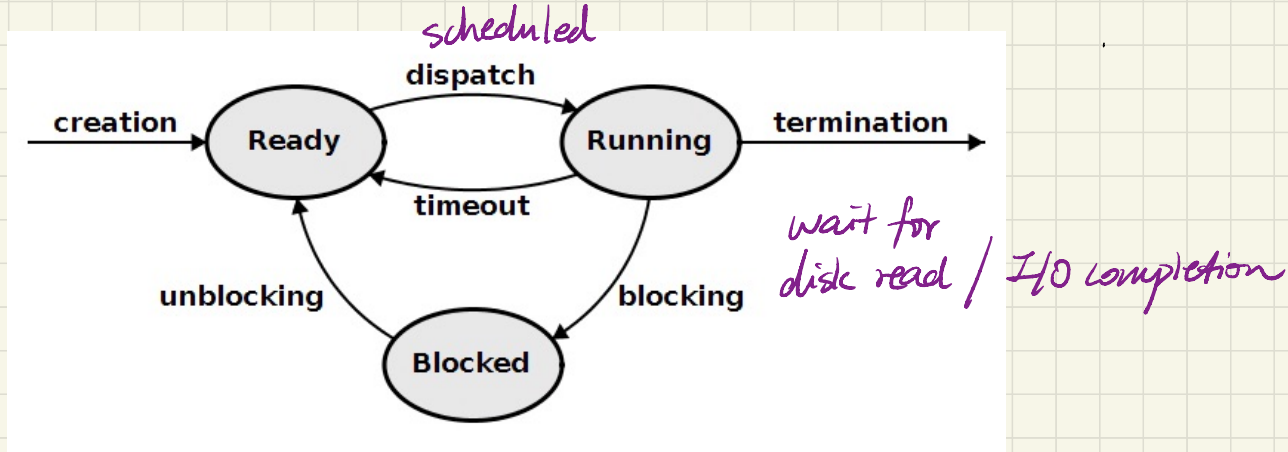 scheduled
dispatch
creation
Ready
Running
termination
timeout
wait for
disk read / I/O completion
unblocking
blocking
Blocked